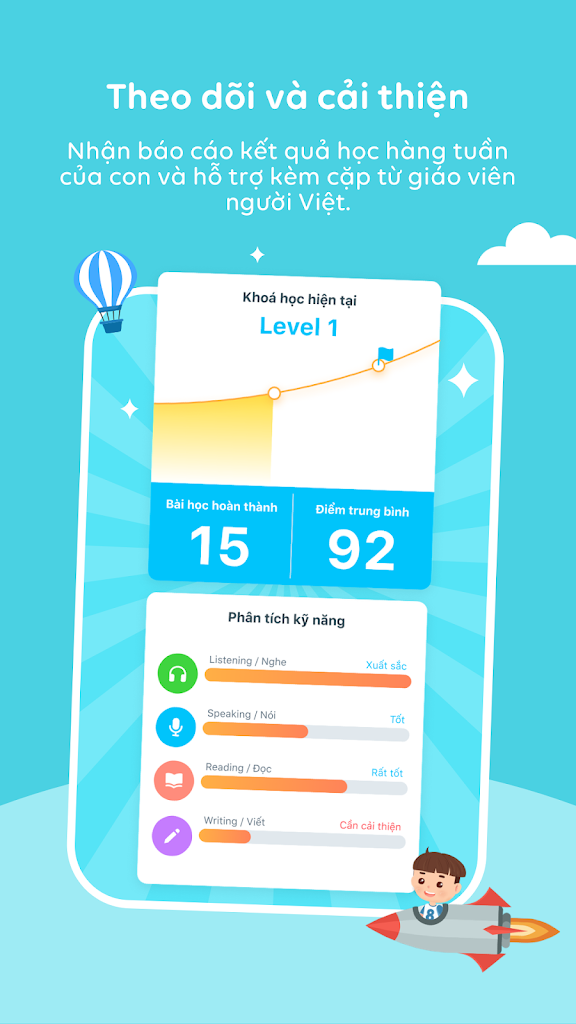 Theo dõi và cải thiện
Nhận báo cáo kết quả học hàng tuần
của con và hỗ trợ kèm cặp từ giáo viên
người Việt.
Khoá học hiện tại
Level 1
Bài học hoàn thành
15
Điểm trung bình
92
Phân tích kỹ năng
Listening / Nghe
Xuất sắc
Speaking / Nói
Tốt
Reading / Đọc
Rất tốt
Writing / Viết
Cần cải thiện
R